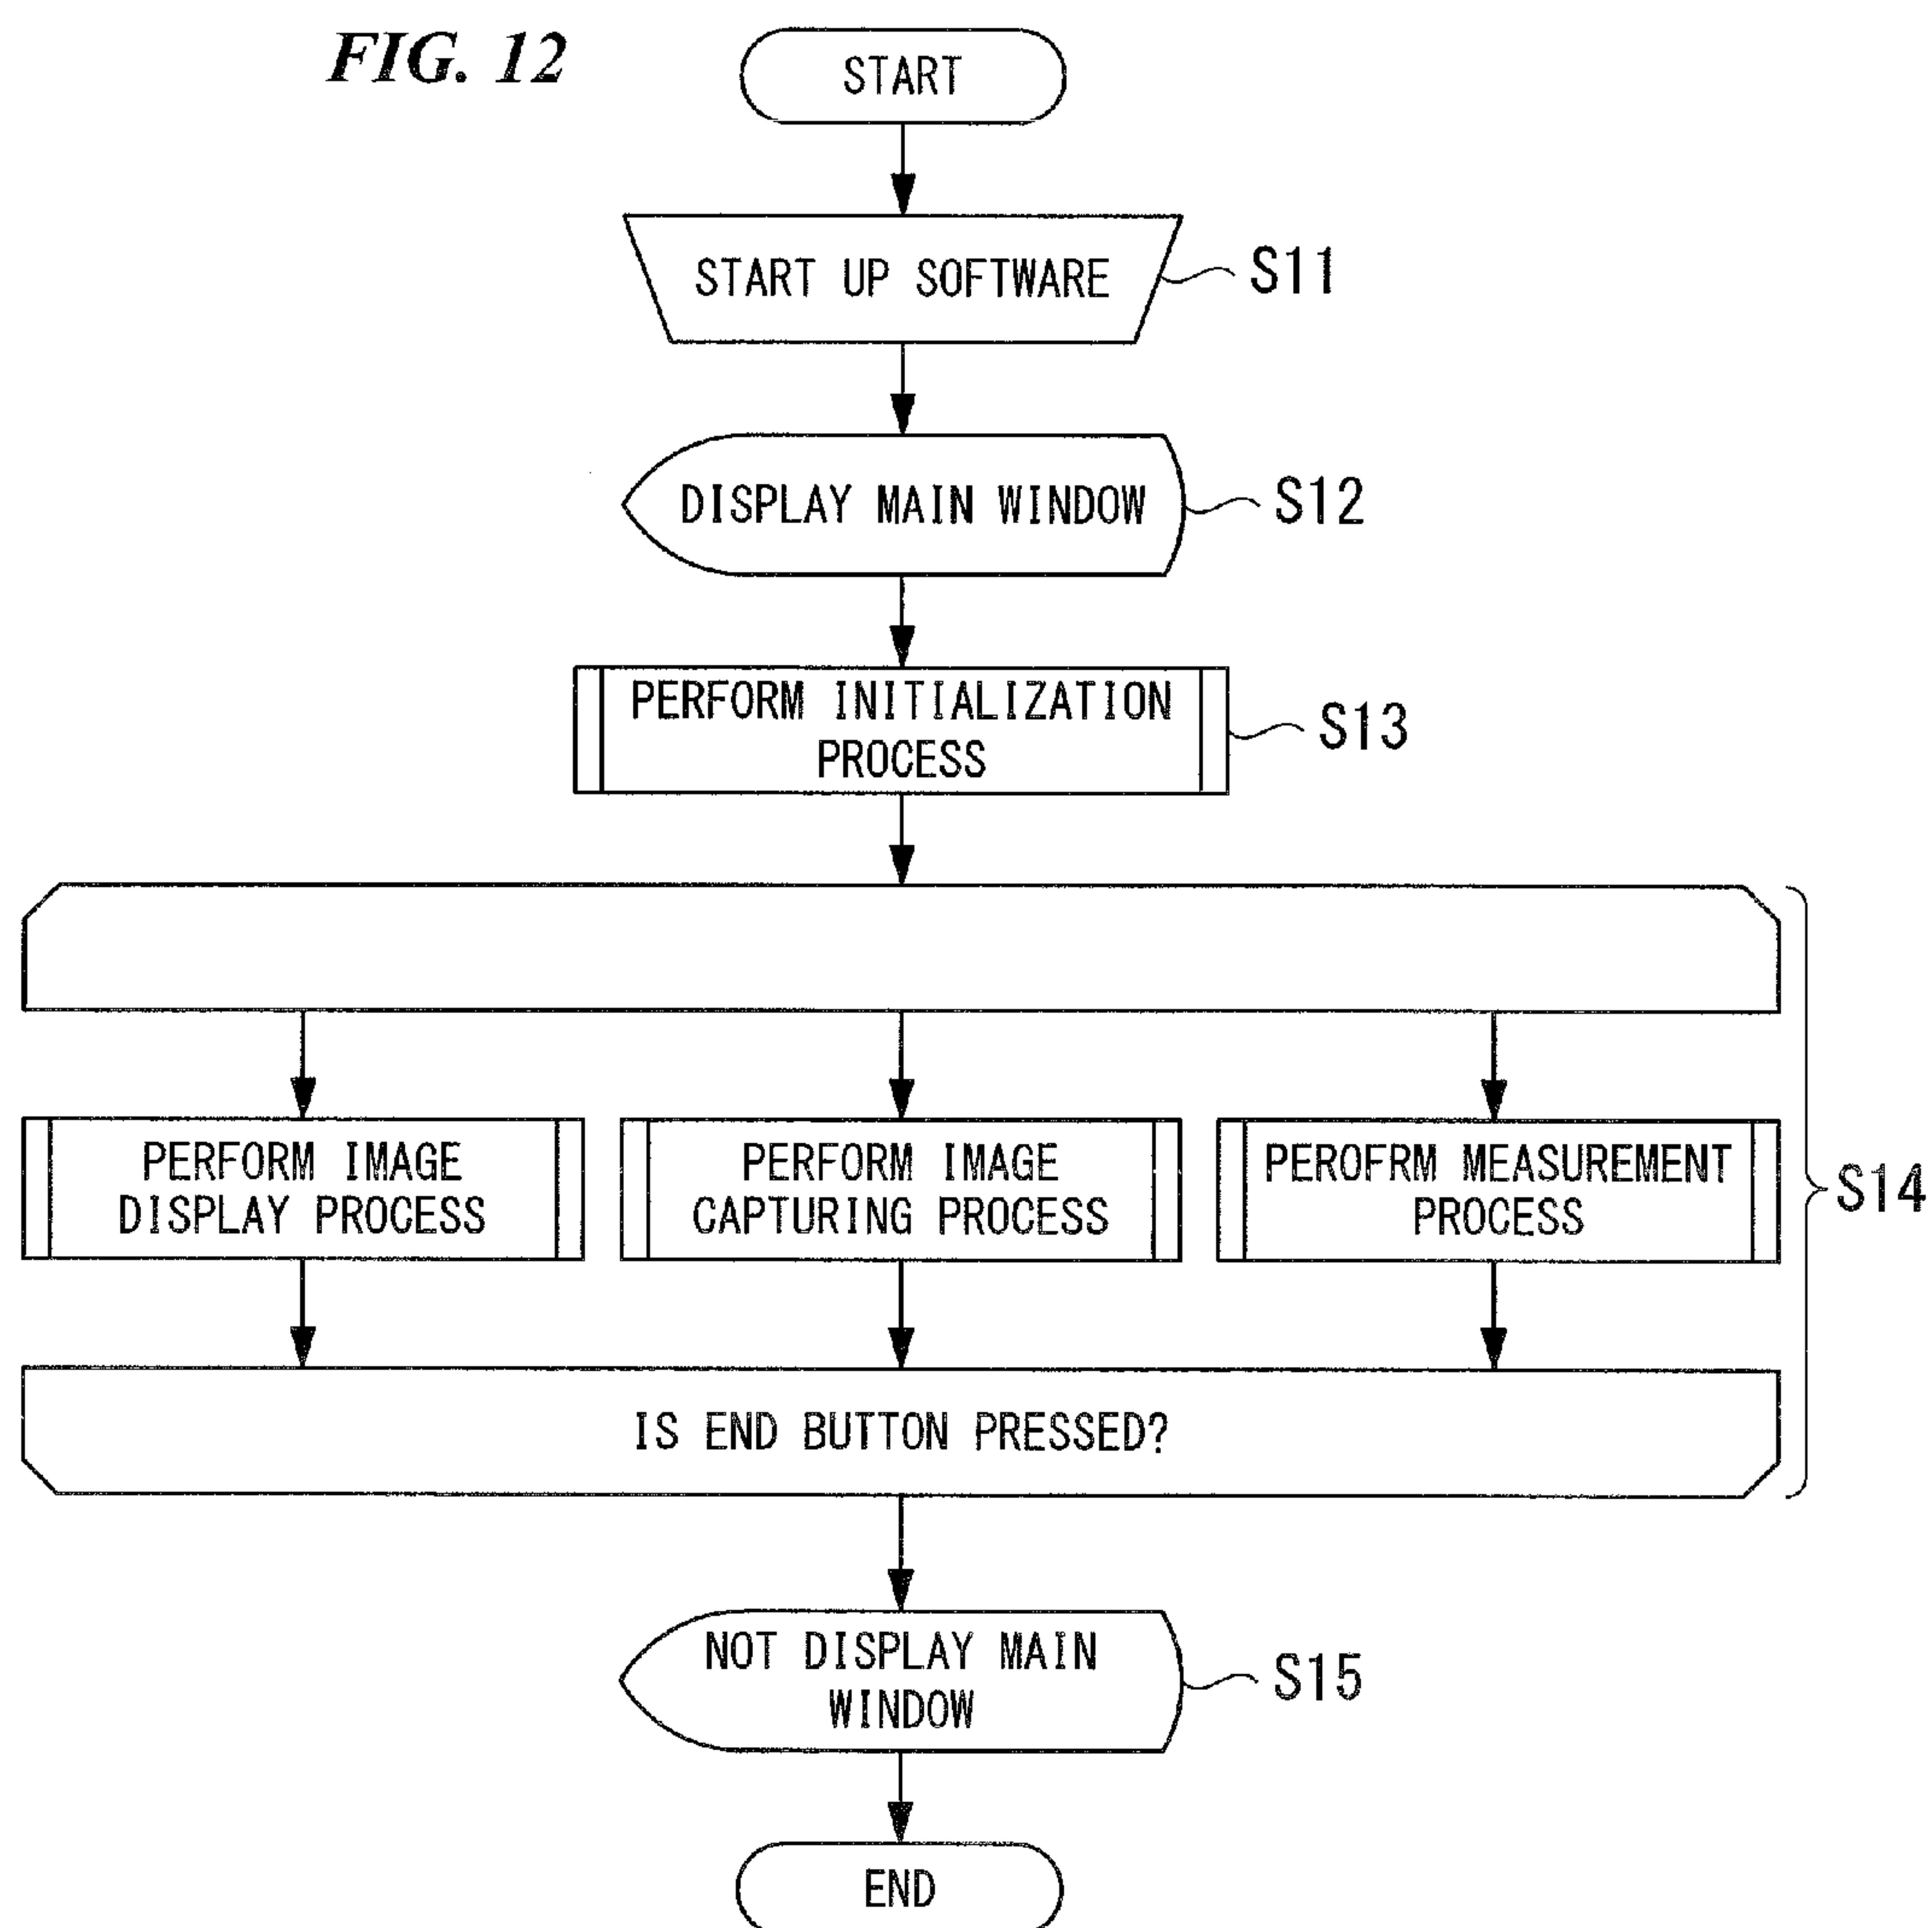 FIG. 12
START
START UP SOFTWARE
S11
DISPLAY MAIN WINDOW
S12
PERFORM INITIALIZATION
PROCESS
S13
PERFORM IMAGE
DISPLAY PROCESS
PERFORM IMAGE
CAPTURING PROCESS
PEROFRM MEASUREMENT
PROCESS
S14
IS END BUTTON PRESSED?
NOT DISPLAY MAIN
WINDOW
S15
END